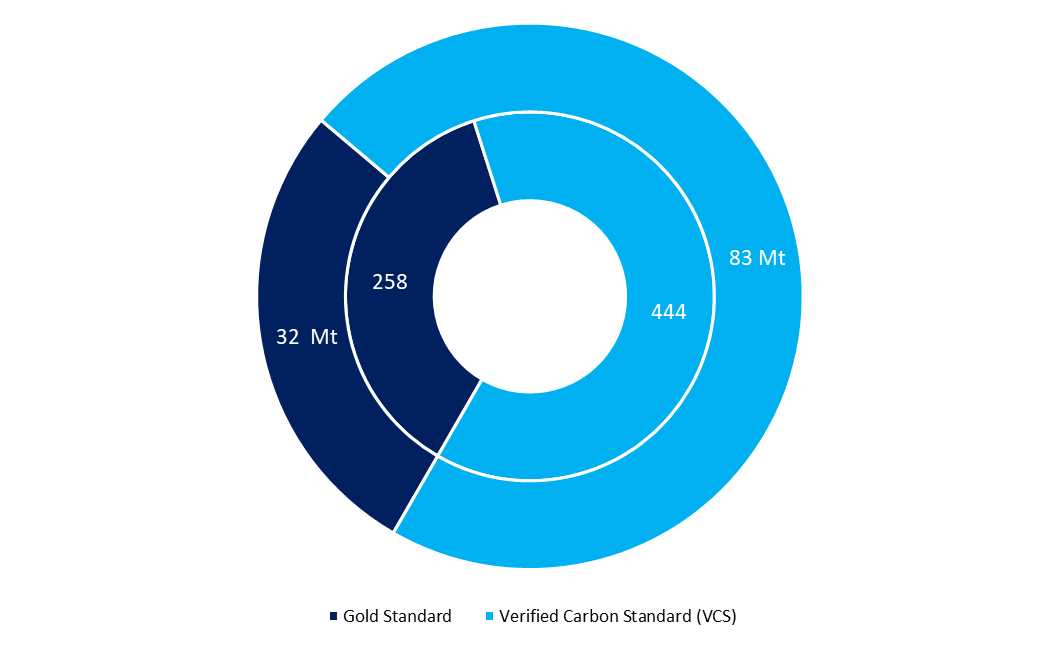 83 Mt
258
444
32  Mt
Gold Standard
Verified Carbon Standard (VCS)